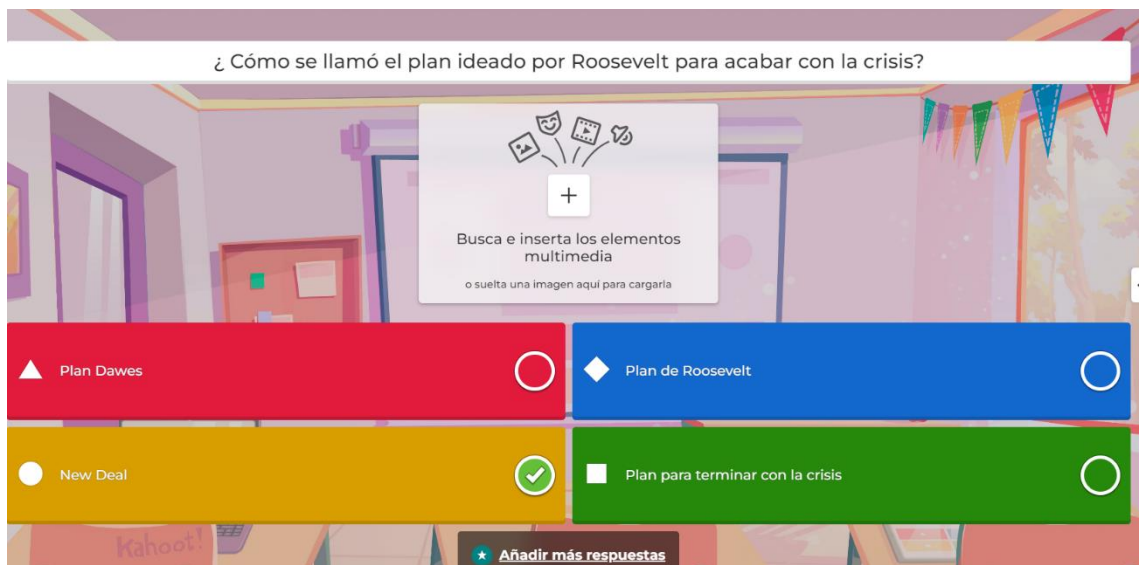 ¿ Cómo se llamó el plan ideado por Roosevelt para acabar con la crisis?
Busca e inserta los elementos
multimedia
o suelta una imagen aquí para cargarla
Plan Dawes
Plan de Roosevelt
New Deal
Plan para terminar con la crisis
Kahoot!
Añadir más respuestas